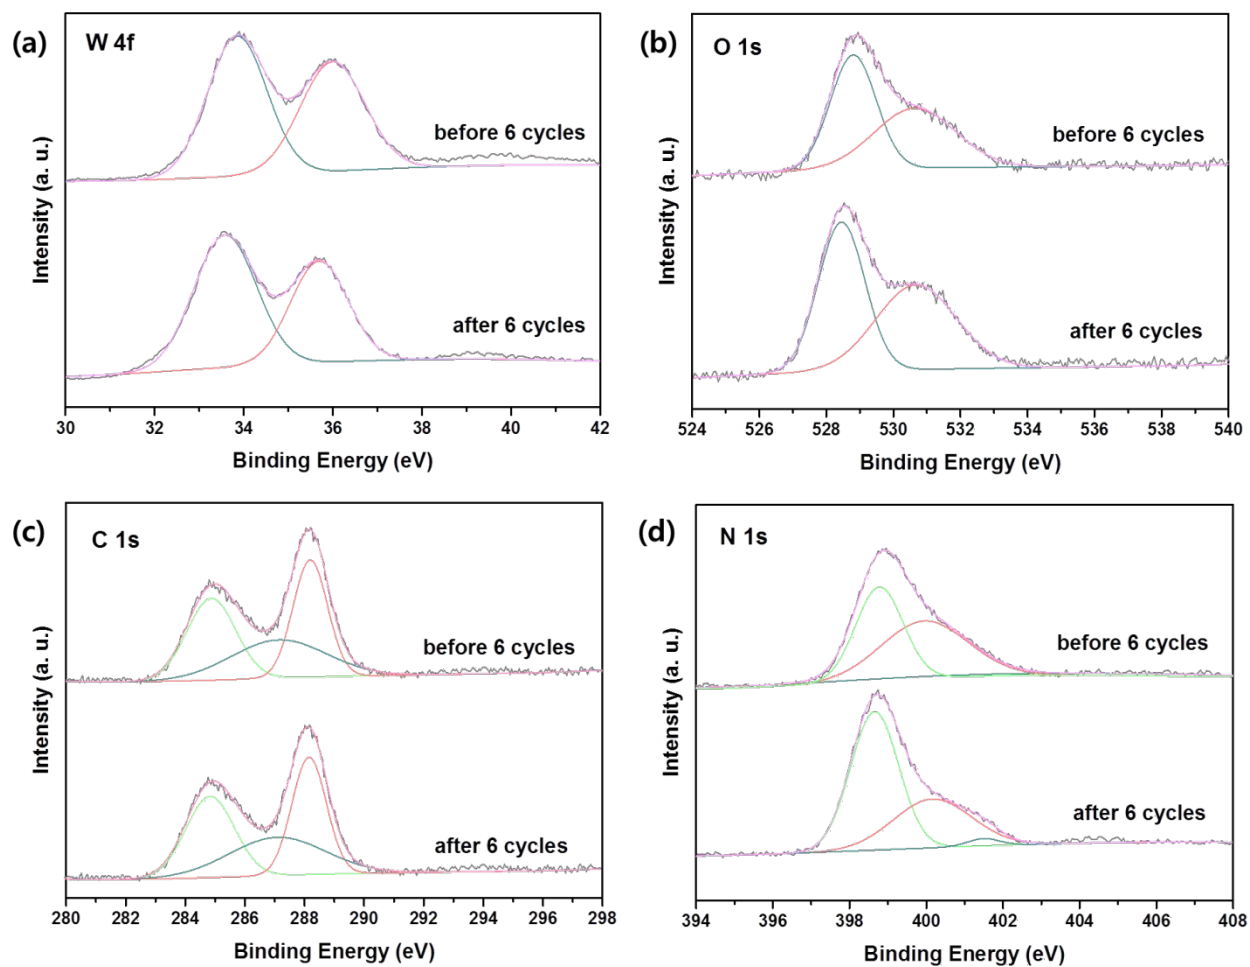 (a)
W 4f
before 6 cycles
after 6 cycles
Intensity (a. u.)
30 32 34 36 38 40 42
Binding Energy (eV)
(b)
O 1s
before 6 cycles
after 6 cycles
Intensity (a. u.)
524 526 528 530 532 534 536 538 540
Binding Energy (eV)
(c)
C 1s
before 6 cycles
after 6 cycles
Intensity (a. u.)
280 282 284 286 288 290 292 294 296 298
Binding Energy (eV)
(d)
N 1s
before 6 cycles
after 6 cycles
Intensity (a. u.)
394 396 398 400 402 404 406 408
Binding Energy (eV)